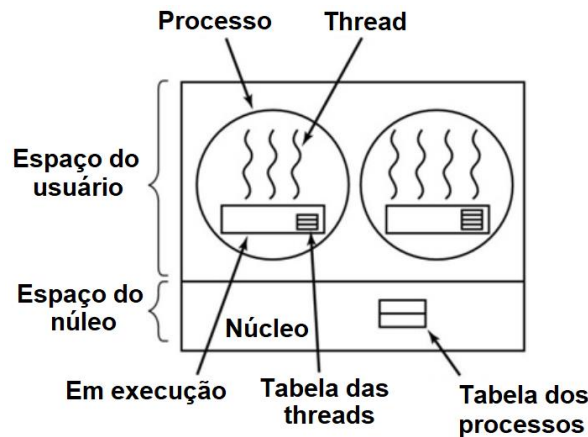 Processo
Thread
Espaço do
usuário
Espaço do
núleo
Núcleo
Em execução
Tabela das
threads
Tabela dos
processos